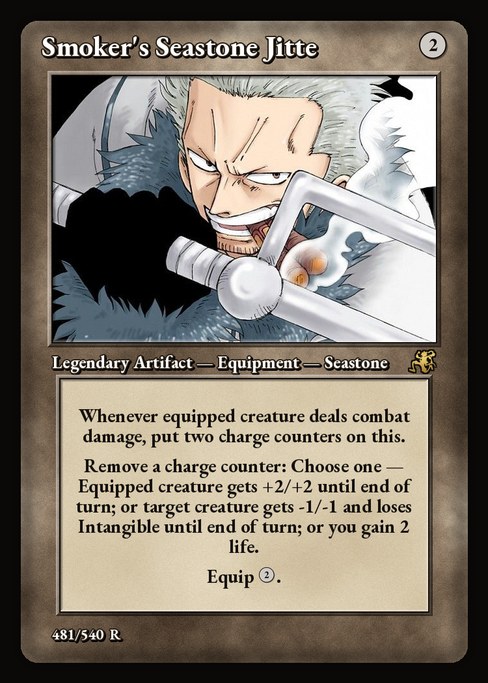 Smoker's Seastone Jitte 2
Legendary Artifact — Equipment — Seastone
Whenever equipped creature deals combat
damage, put two charge counters on this.
Remove a charge counter: Choose one —
Equipped creature gets +2/+2 until end of
turn; or target creature gets -1/-1 and loses
Intangible until end of turn; or you gain 2
life.
Equip 2.
481/540 R